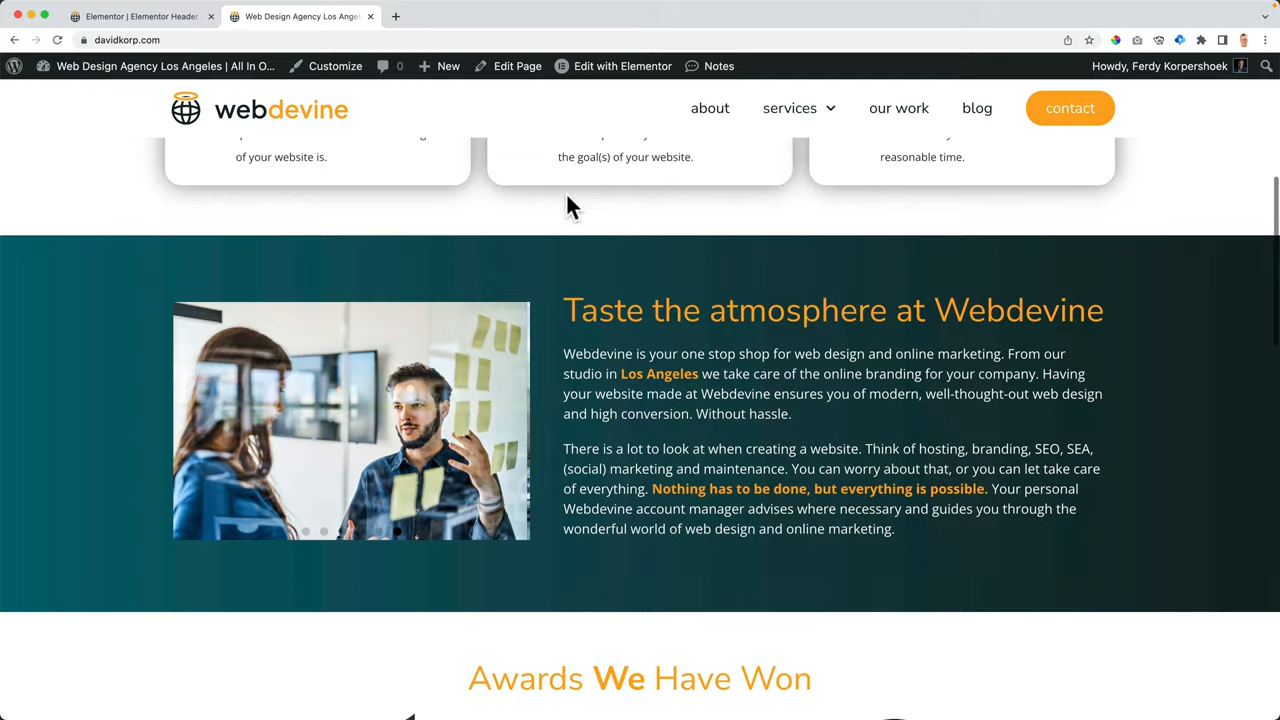 Elementor | Elementor Header
Web Design Agency Los Angel
davidkorp.com
Web Design Agency Los Angeles | All In O...
Customize
0
New
Edit Page
Edit with Elementor
Notes
Howdy, Ferdy Korpershoek
webdevine
about
services
our work
blog
contact
of your website is.
the goal(s) of your website.
reasonable time.
Taste the atmosphere at Webdevine
Webdevine is your one stop shop for web design and online marketing. From our
studio in Los Angeles we take care of the online branding for your company. Having
your website made at Webdevine ensures you of modern, well-thought-out web design
and high conversion. Without hassle.
There is a lot to look at when creating a website. Think of hosting, branding, SEO, SEA,
(social) marketing and maintenance. You can worry about that, or you can let take care
of everything. Nothing has to be done, but everything is possible. Your personal
Webdevine account manager advises where necessary and guides you through the
wonderful world of web design and online marketing.
Awards We Have Won